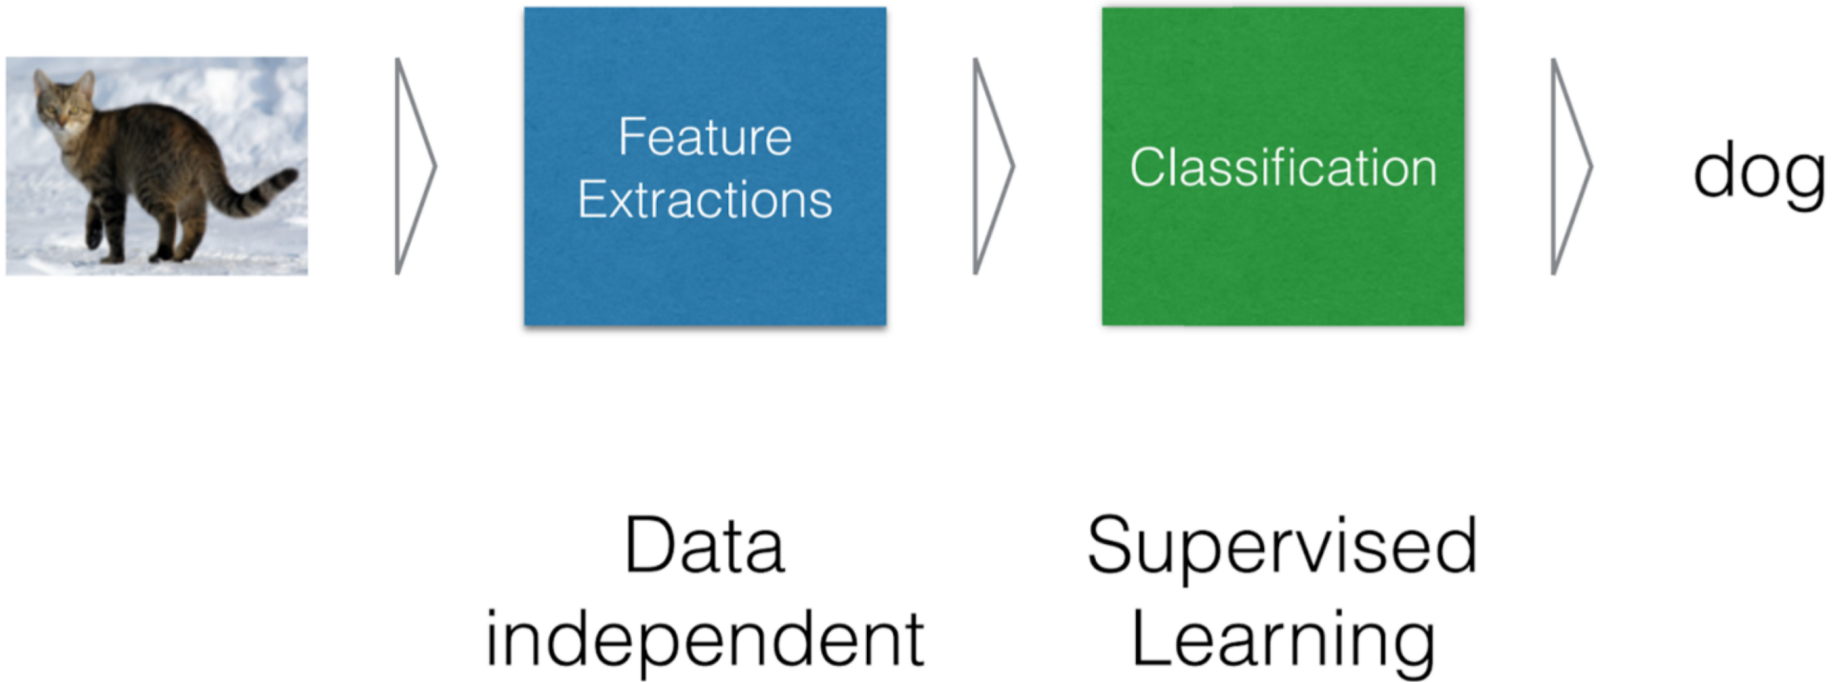 Feature
Extractions
Classification
dog
Data
independent
Supervised
Learning